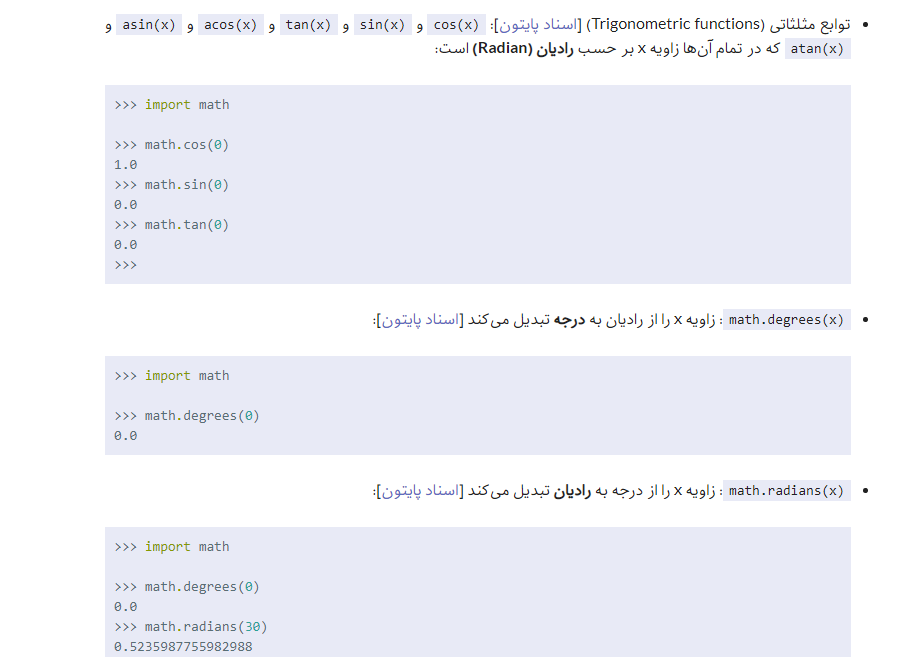 توابع مثلثاتی (Trigonometric functions) [اسناد پایتون]: cos(x) و sin(x) و tan(x) و acos(x) و asin(x) و
atan(x) که در تمام آن‌ها زاویه x بر حسب رادیان (Radian) است:
>>> import math
>>> math.cos(0)
1.0
>>> math.sin(0)
0.0
>>> math.tan(0)
0.0
>>>
math.degrees(x) : زاویه x را از رادیان به درجه تبدیل می‌کند [اسناد پایتون]:
>>> import math
>>> math.degrees(0)
0.0
math.radians(x) : زاویه x را از درجه به رادیان تبدیل می‌کند [اسناد پایتون]:
>>> import math
>>> math.degrees(0)
0.0
>>> math.radians(30)
0.5235987755982988